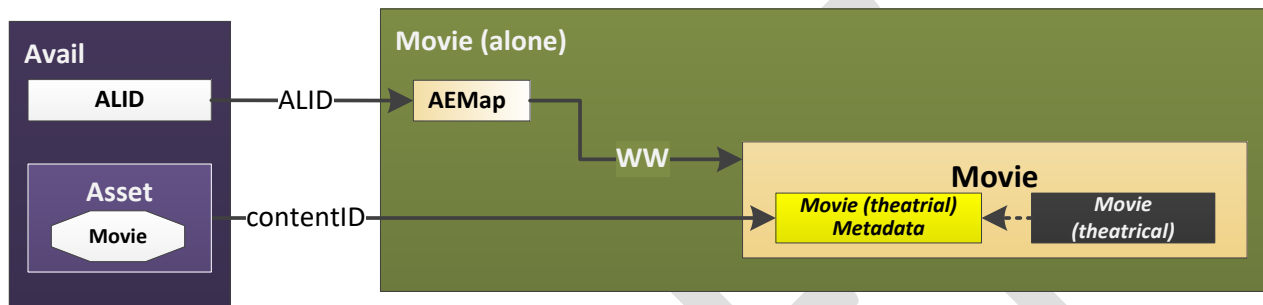 Avail
ALID
Asset
Movie
ALID
contentID
Movie (alone)
AEMap
WW
Movie
Movie (theatrial)
Metadata
Movie
(theatrical)